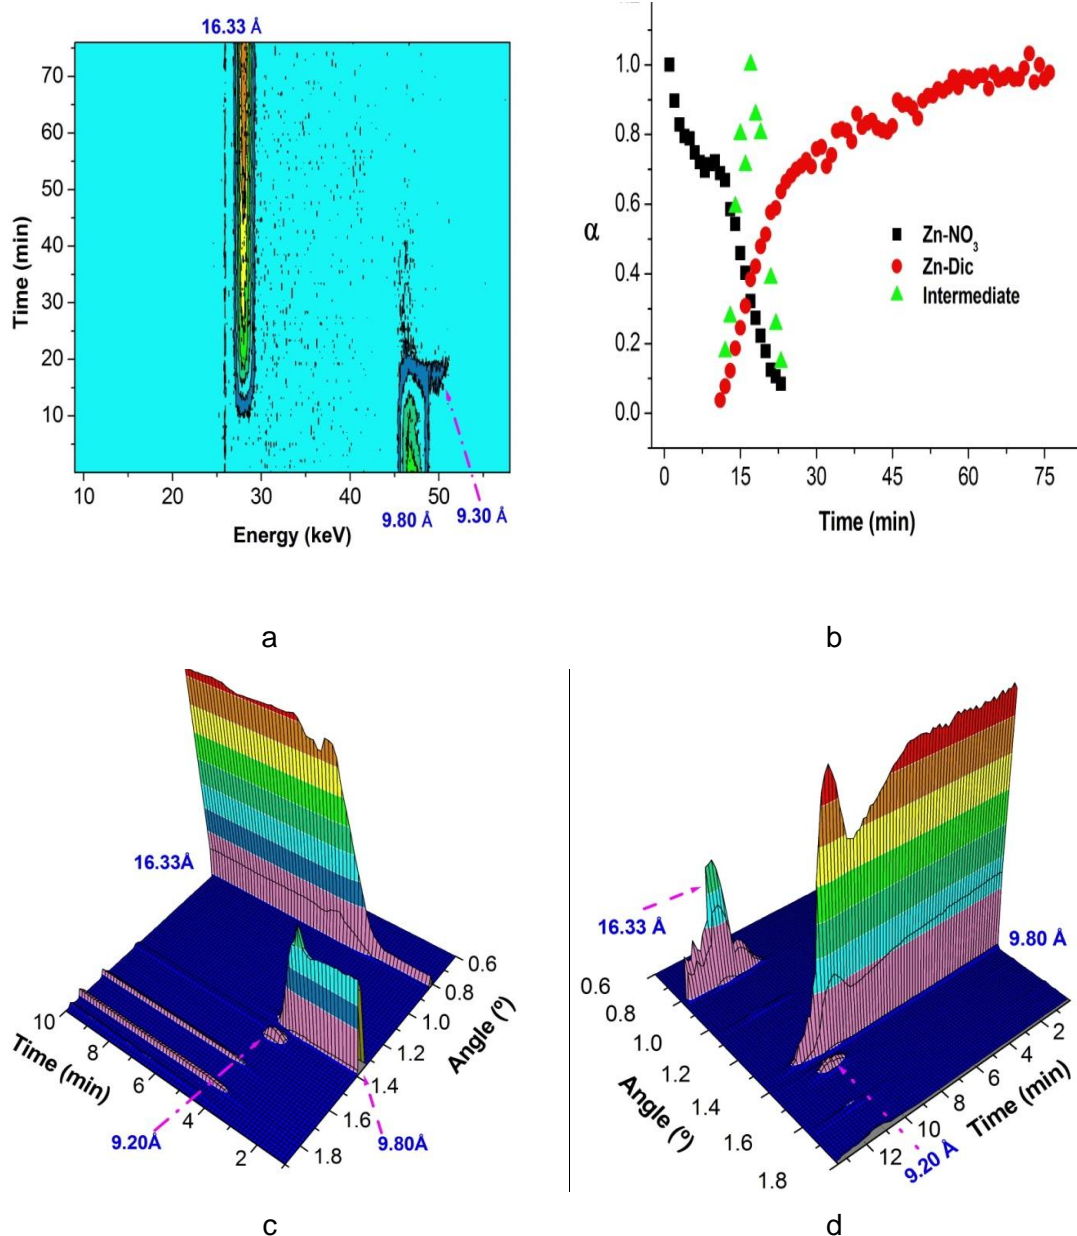 16.33 Å
70
60
50
40
30
20
10
Time (min)
10
20
30
40
50
9.80 Å
9.30 Å
Energy (keV)
a
1.0
0.8
0.6
0.4
0.2
0.0
α
Zn-NO3
Zn-Dic
Intermediate
0
15
30
45
60
75
Time (min)
b
16.33Å
0.6
0.8
1.0
1.2
1.4
1.6
1.8
Angle (º)
10
8
6
4
2
Time (min)
9.20Å
9.80Å
c
16.33 Å
9.80 Å
0.6
0.8
1.0
1.2
1.4
1.6
1.8
Angle (º)
2
4
6
8
10
12
Time (min)
9.20 Å
d